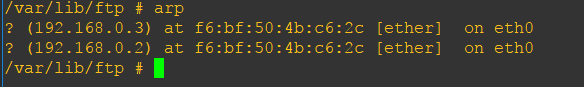 /var/lib/ftp # arp
? (192.168.0.3) at f6:bf:50:4b:c6:2c [ether]  on eth0
? (192.168.0.2) at f6:bf:50:4b:c6:2c [ether]  on eth0
/var/lib/ftp #